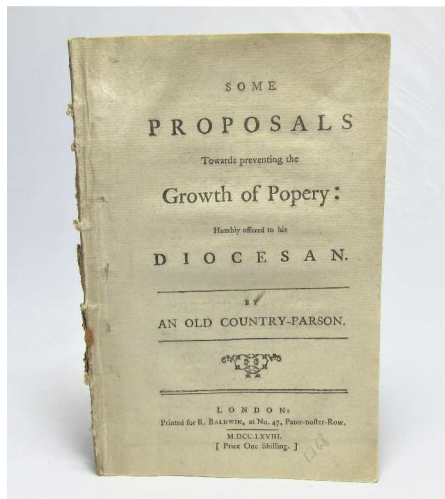 SOME
PROPOSALS
Towards preventing the
Growth of Popery:
Humbly offered to his
DIOCESAN.
BY
AN OLD COUNTRY-PARSON.
LONDON:
Printed for R. BALDWIN, at No. 47, Pater-noster-Row.
M.DCC.LXVIII.
[ Price One Shilling. ]
1768